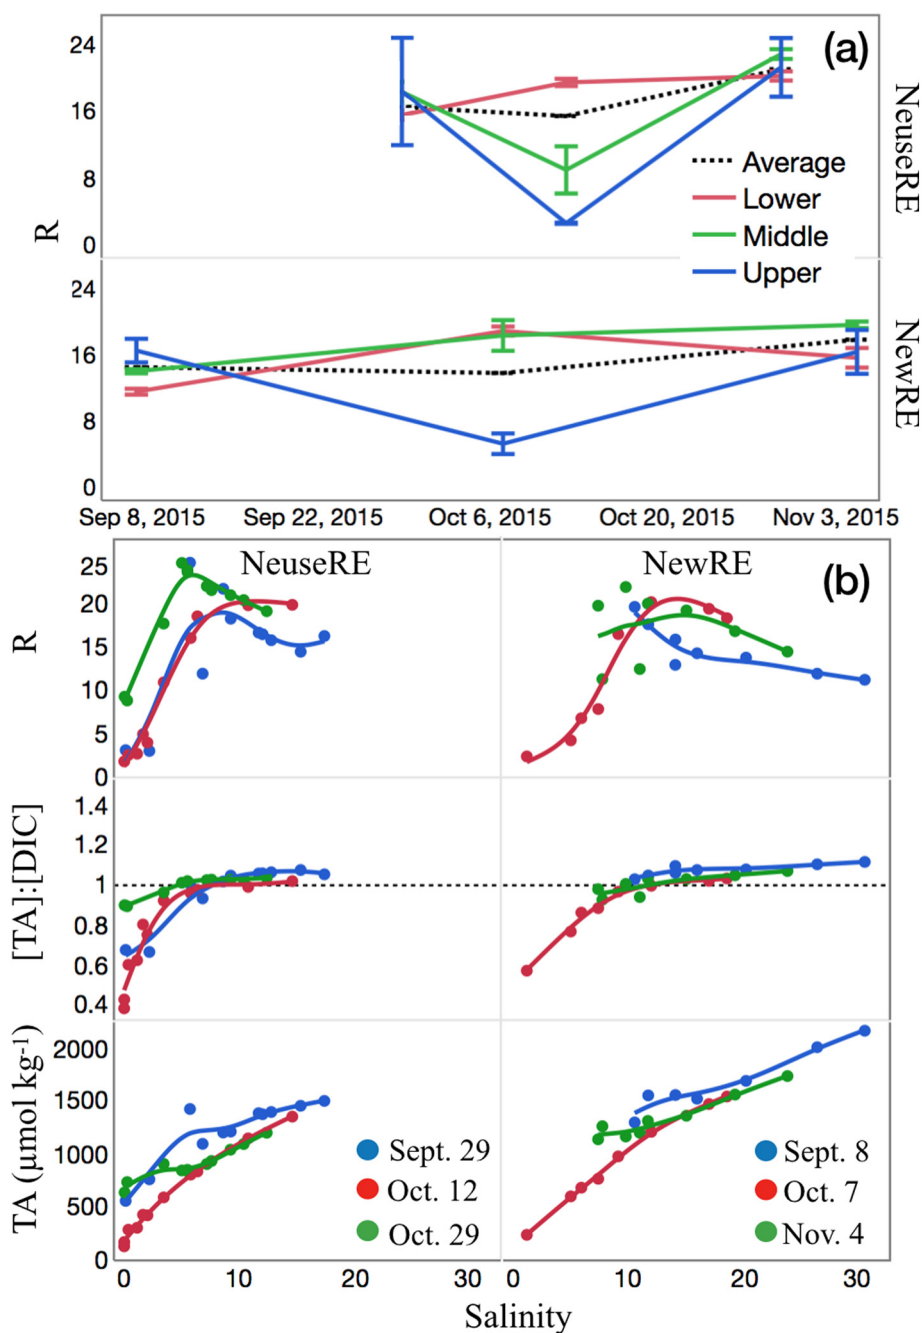 (a)
24
16
8
0
R
NeuseRE
Average
Lower
Middle
Upper
24
16
8
0
NewRE
Sep 8, 2015
Sep 22, 2015
Oct 6, 2015
Oct 20, 2015
Nov 3, 2015
NeuseRE
NewRE
(b)
R
25
20
15
10
5
0
[TA]:[DIC]
1.4
1.2
1
0.8
0.6
0.4
TA (µmol kg-1)
2000
1500
1000
500
0
Sept. 29
Oct. 12
Oct. 29
Sept. 8
Oct. 7
Nov. 4
0 10 20 30 0 10 20 30
Salinity